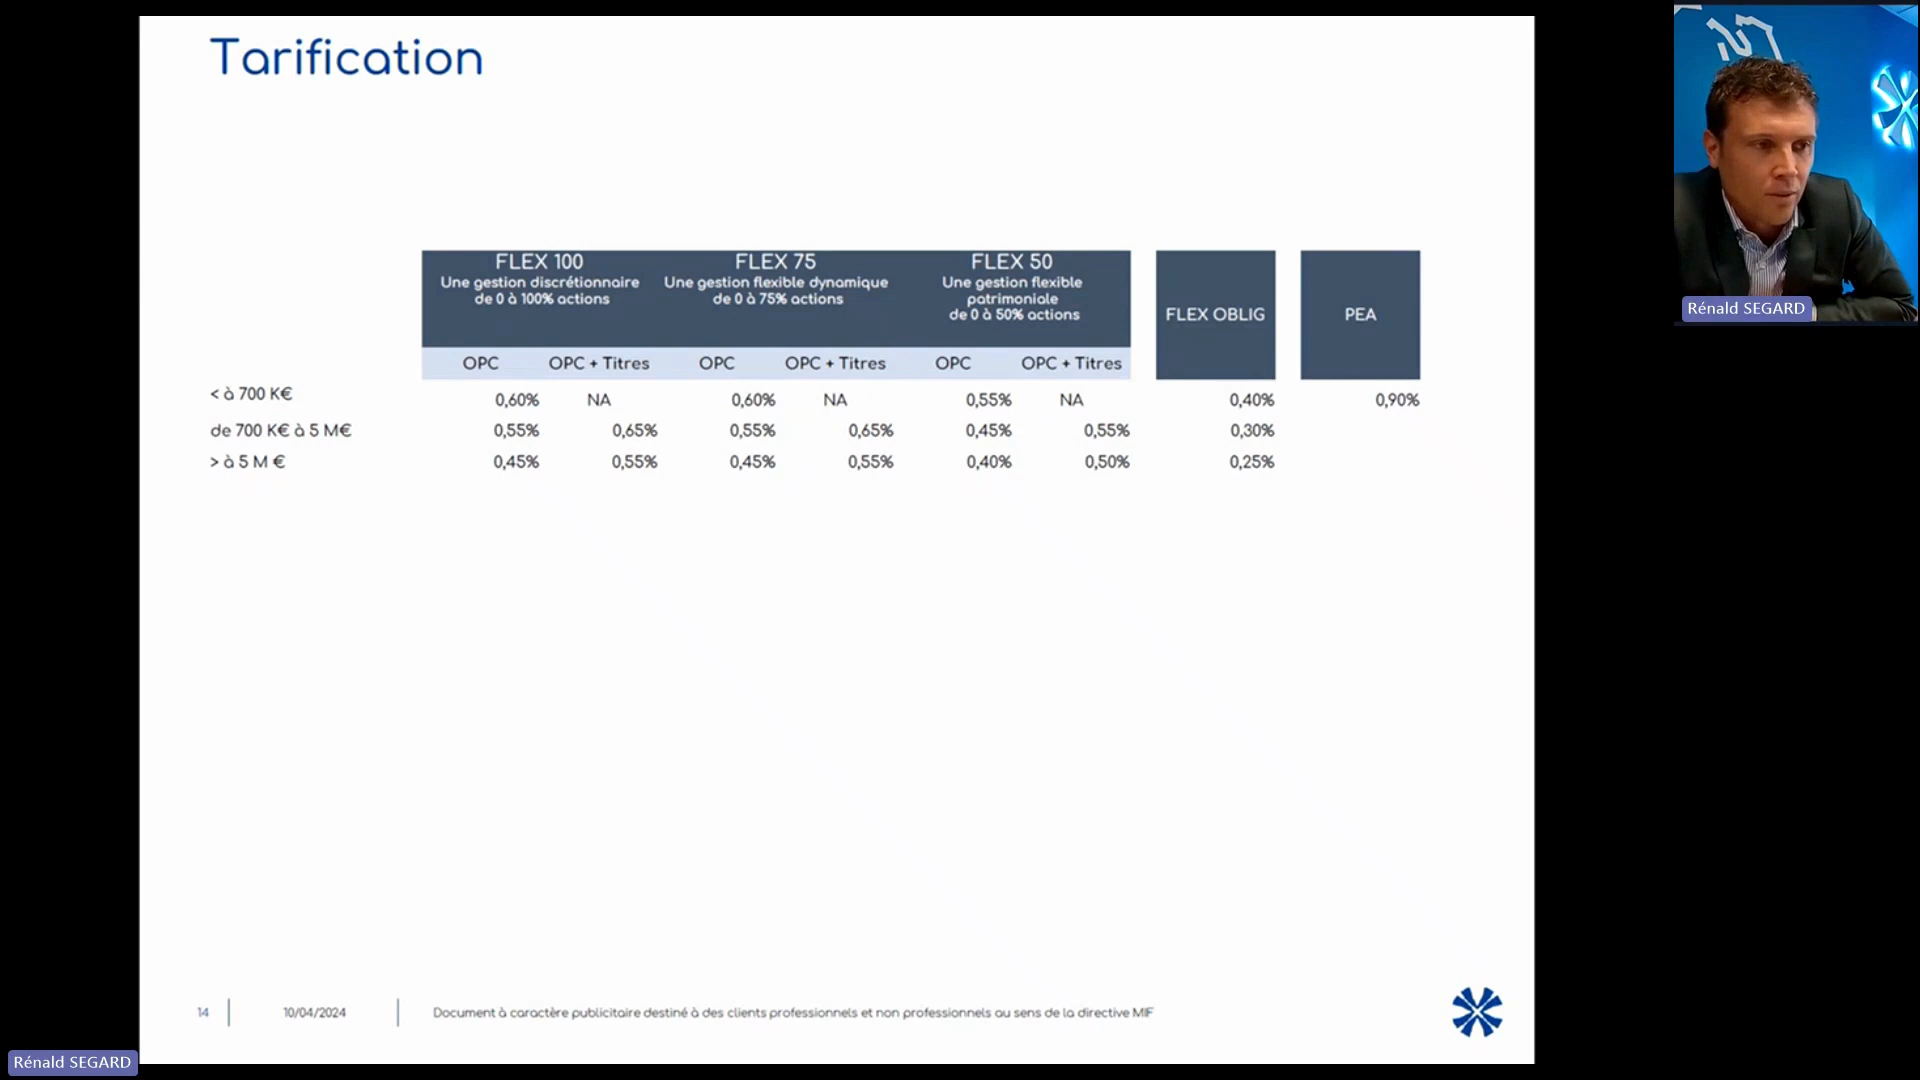 Tarification
FLEX 100
Une gestion discrétionnaire
de 0 à 100% actions
FLEX 75
Une gestion flexible dynamique
de 0 à 75% actions
FLEX 50
Une gestion flexible
patrimoniale
de 0 à 50% actions
FLEX OBLIG
PEA
OPC OPC + Titres OPC OPC + Titres OPC OPC + Titres
< à 700 K€ 0,60% NA 0,60% NA 0,55% NA 0,40% 0,90%
de 700 K€ à 5 M€ 0,55% 0,65% 0,55% 0,65% 0,45% 0,55% 0,30%
> à 5 M € 0,45% 0,55% 0,45% 0,55% 0,40% 0,50% 0,25%
14 10/04/2024 Document à caractère publicitaire destiné à des clients professionnels et non professionnels au sens de la directive MIF
Rénald SEGARD
Rénald SEGARD